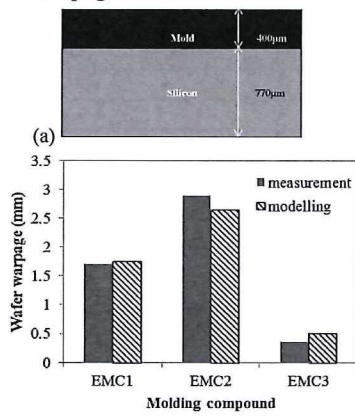 Mold 400μm
Silicon 770μm
(a)
Wafer warpage (mm)
3.5
3
2.5
2
1.5
1
0.5
0
measurement
modelling
EMC1 EMC2 EMC3
Molding compound